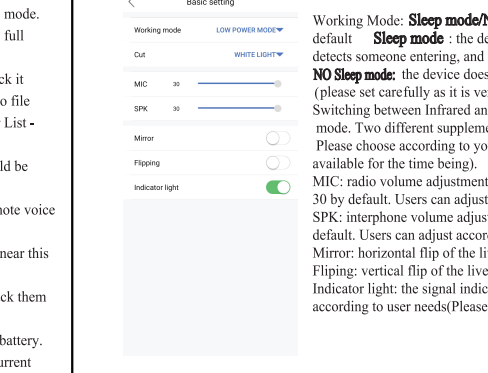 mode.
full
ck it
o file
List -
ld be
note voice
near this
ck them
battery.
urrent
Basic setting
Working mode LOW POWER MODE
Cut WHITE LIGHT
MIC 30
SPK 30
Mirror
Flipping
Indicator light
Working Mode: Sleep mode/N
default Sleep mode : the de
detects someone entering, and
NO Sleep mode: the device does
(please set carefully as it is ve
Switching between Infrared an
mode. Two different suppleme
Please choose according to yo
available for the time being).
MIC: radio volume adjustment
30 by default. Users can adjust
SPK: interphone volume adjus
default. Users can adjust accor
Mirror: horizontal flip of the li
Fliping: vertical flip of the live
Indicator light: the signal indic
according to user needs(Please